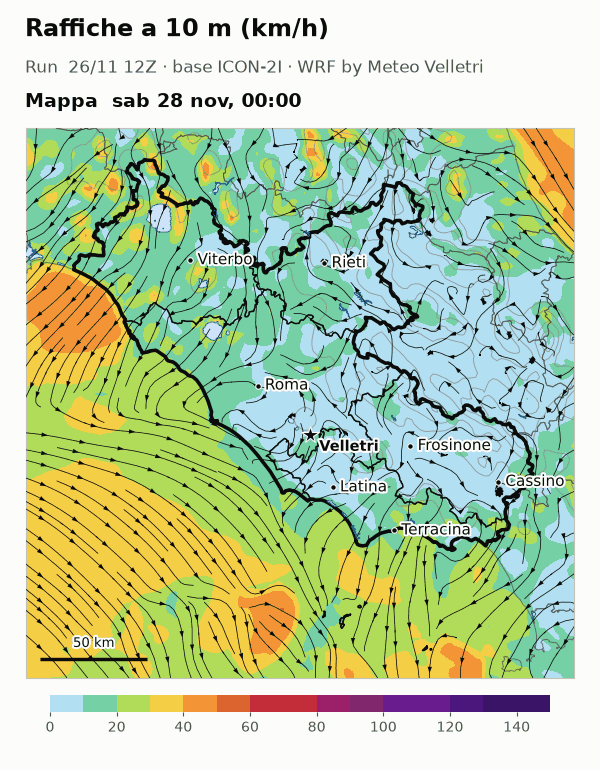 Raffiche a 10 m (km/h)
Run  26/11 12Z · base ICON-2I · WRF by Meteo Velletri
Mappa  sab 28 nov, 00:00
Viterbo
Rieti
Roma
Velletri
Frosinone
Latina
Cassino
Terracina
50 km
0 20 40 60 80 100 120 140